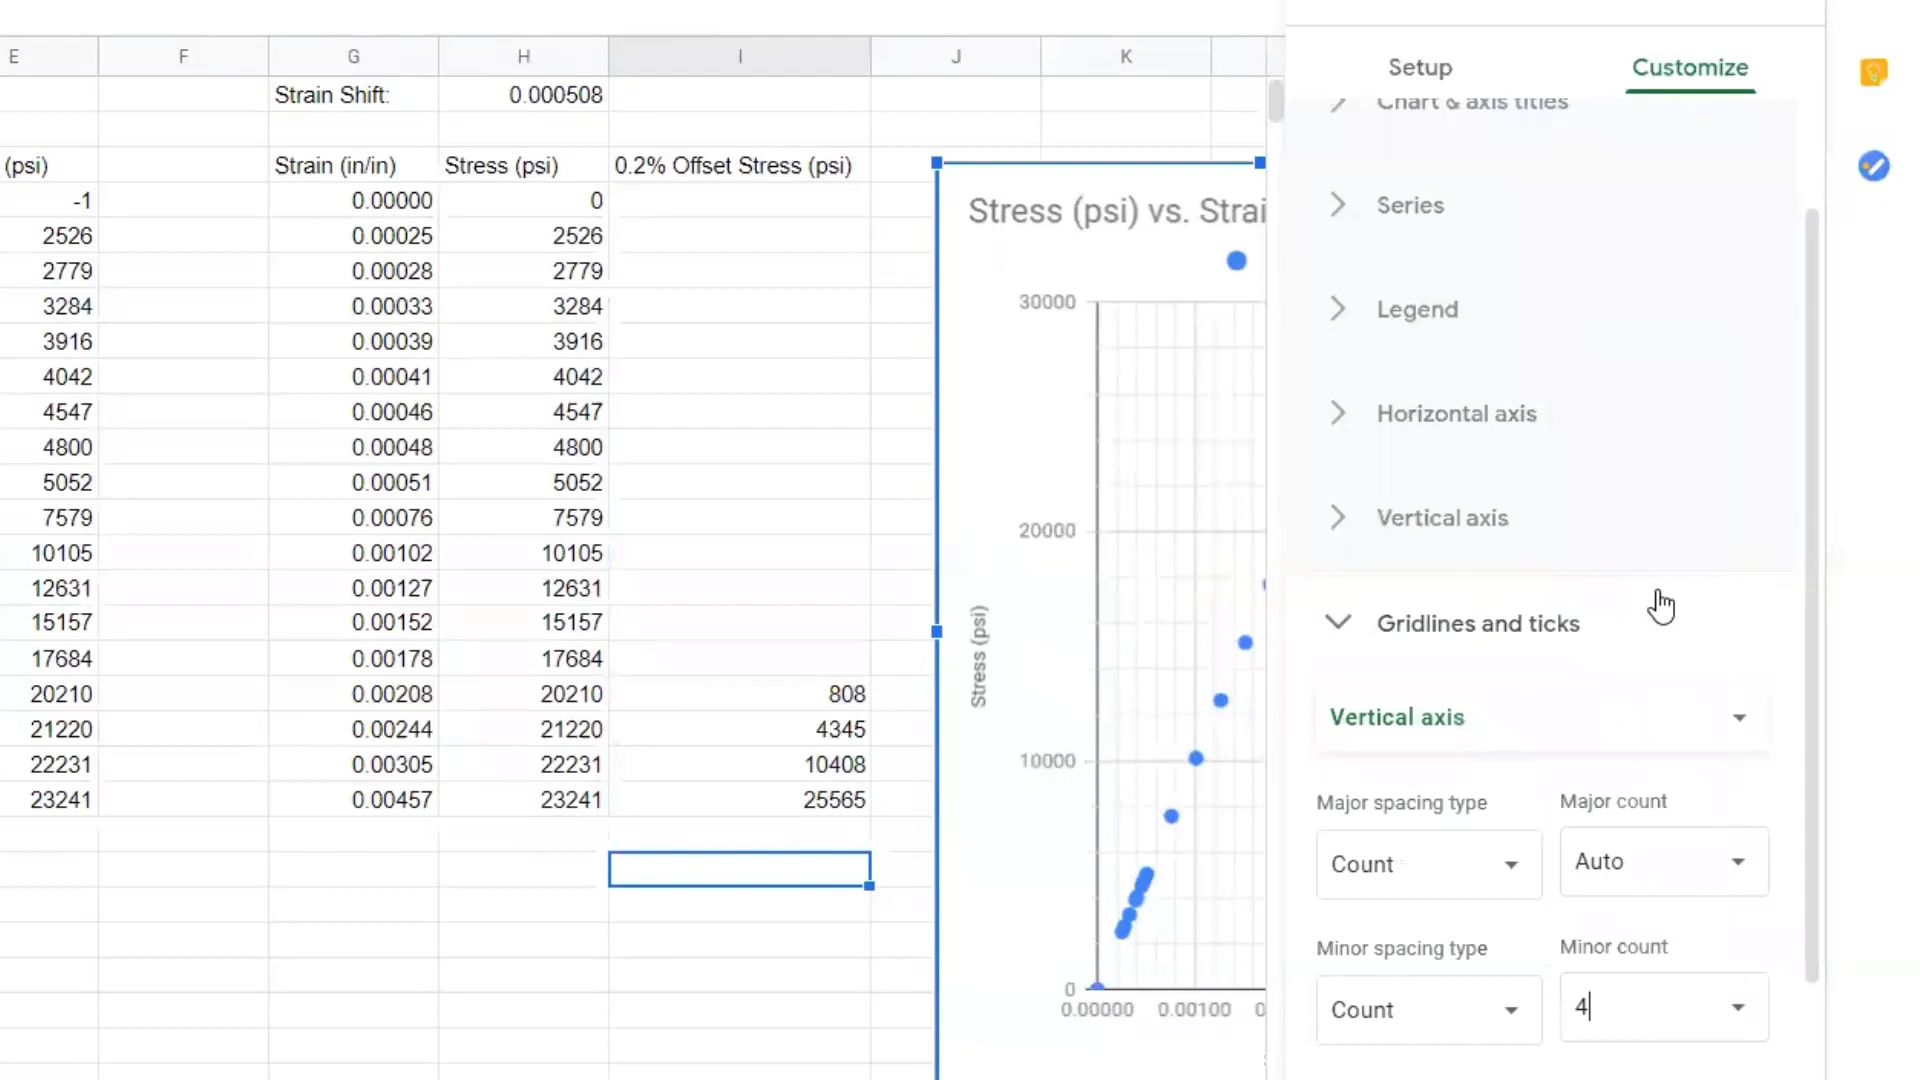 E F G H I J K
Strain Shift: 0.000508
(psi) Strain (in/in) Stress (psi) 0.2% Offset Stress (psi)
-1 0.00000 0
2526 0.00025 2526
2779 0.00028 2779
3284 0.00033 3284
3916 0.00039 3916
4042 0.00041 4042
4547 0.00046 4547
4800 0.00048 4800
5052 0.00051 5052
7579 0.00076 7579
10105 0.00102 10105
12631 0.00127 12631
15157 0.00152 15157
17684 0.00178 17684
20210 0.00208 20210 808
21220 0.00244 21220 4345
22231 0.00305 22231 10408
23241 0.00457 23241 25565
Stress (psi) vs. Strai
30000
20000
10000
0
Stress (psi)
0.00000 0.00100 0
Setup Customize
Chart & axis titles
Series
Legend
Horizontal axis
Vertical axis
Gridlines and ticks
Vertical axis
Major spacing type Major count
Count Auto
Minor spacing type Minor count
Count 4